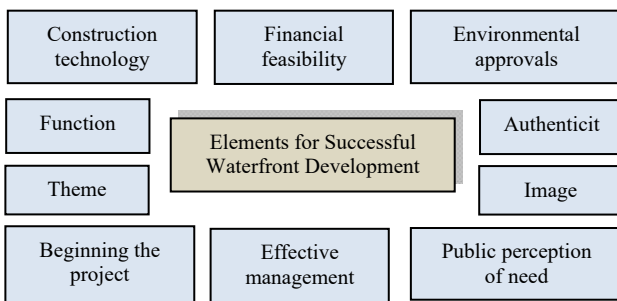 Construction
technology
Financial
feasibility
Environmental
approvals
Function
Elements for Successful
Waterfront Development
Authenticit
Theme
Image
Beginning the
project
Effective
management
Public perception
of need